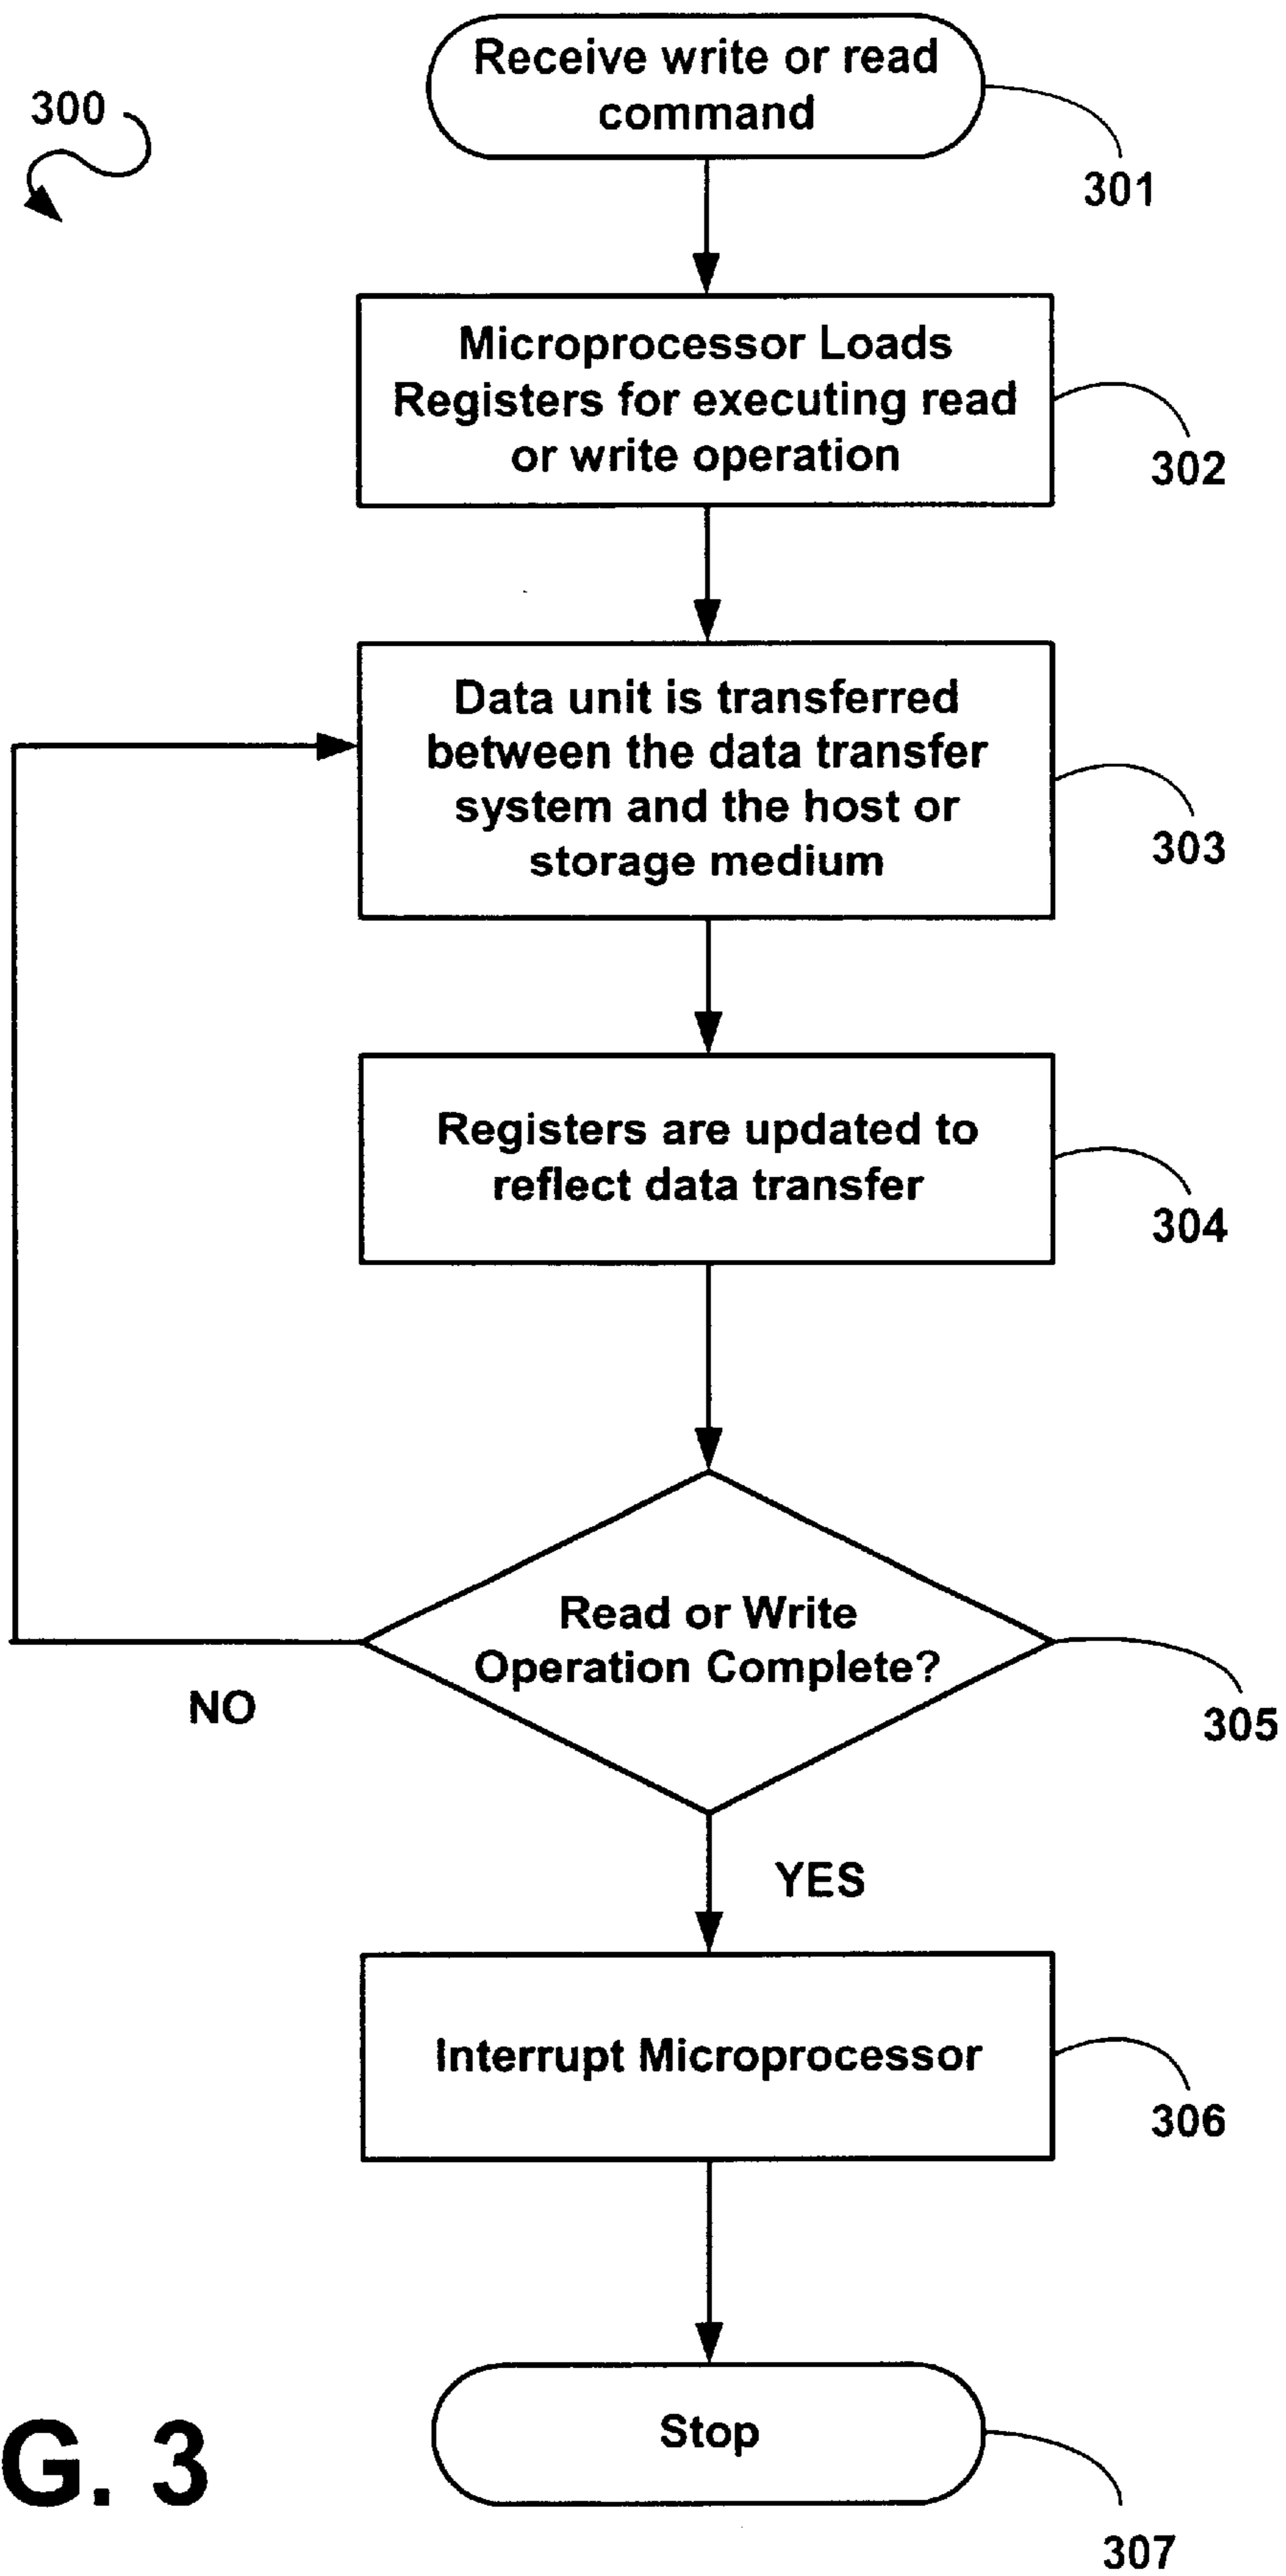 Receive write or read
command
300
301
Microprocessor Loads
Registers for executing read
or write operation
302
Data unit is transferred
between the data transfer
system and the host or
storage medium
303
Registers are updated to
reflect data transfer
304
Read or Write
Operation Complete?
305
NO
YES
Interrupt Microprocessor
306
Stop
307
G. 3